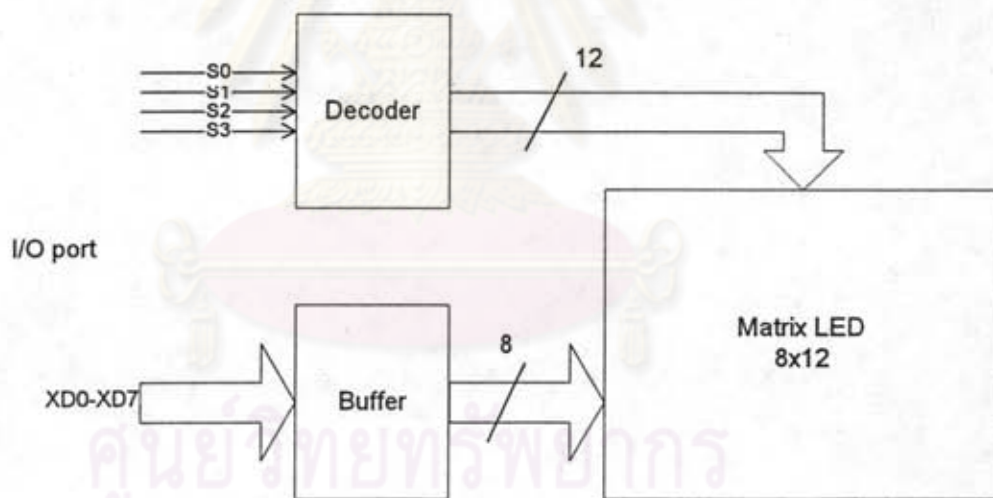 12
S0
S1
S2
S3
Decoder
I/O port
Matrix LED
8x12
8
XD0-XD7
Buffer
ศูนย์วิทยทรัพยากร